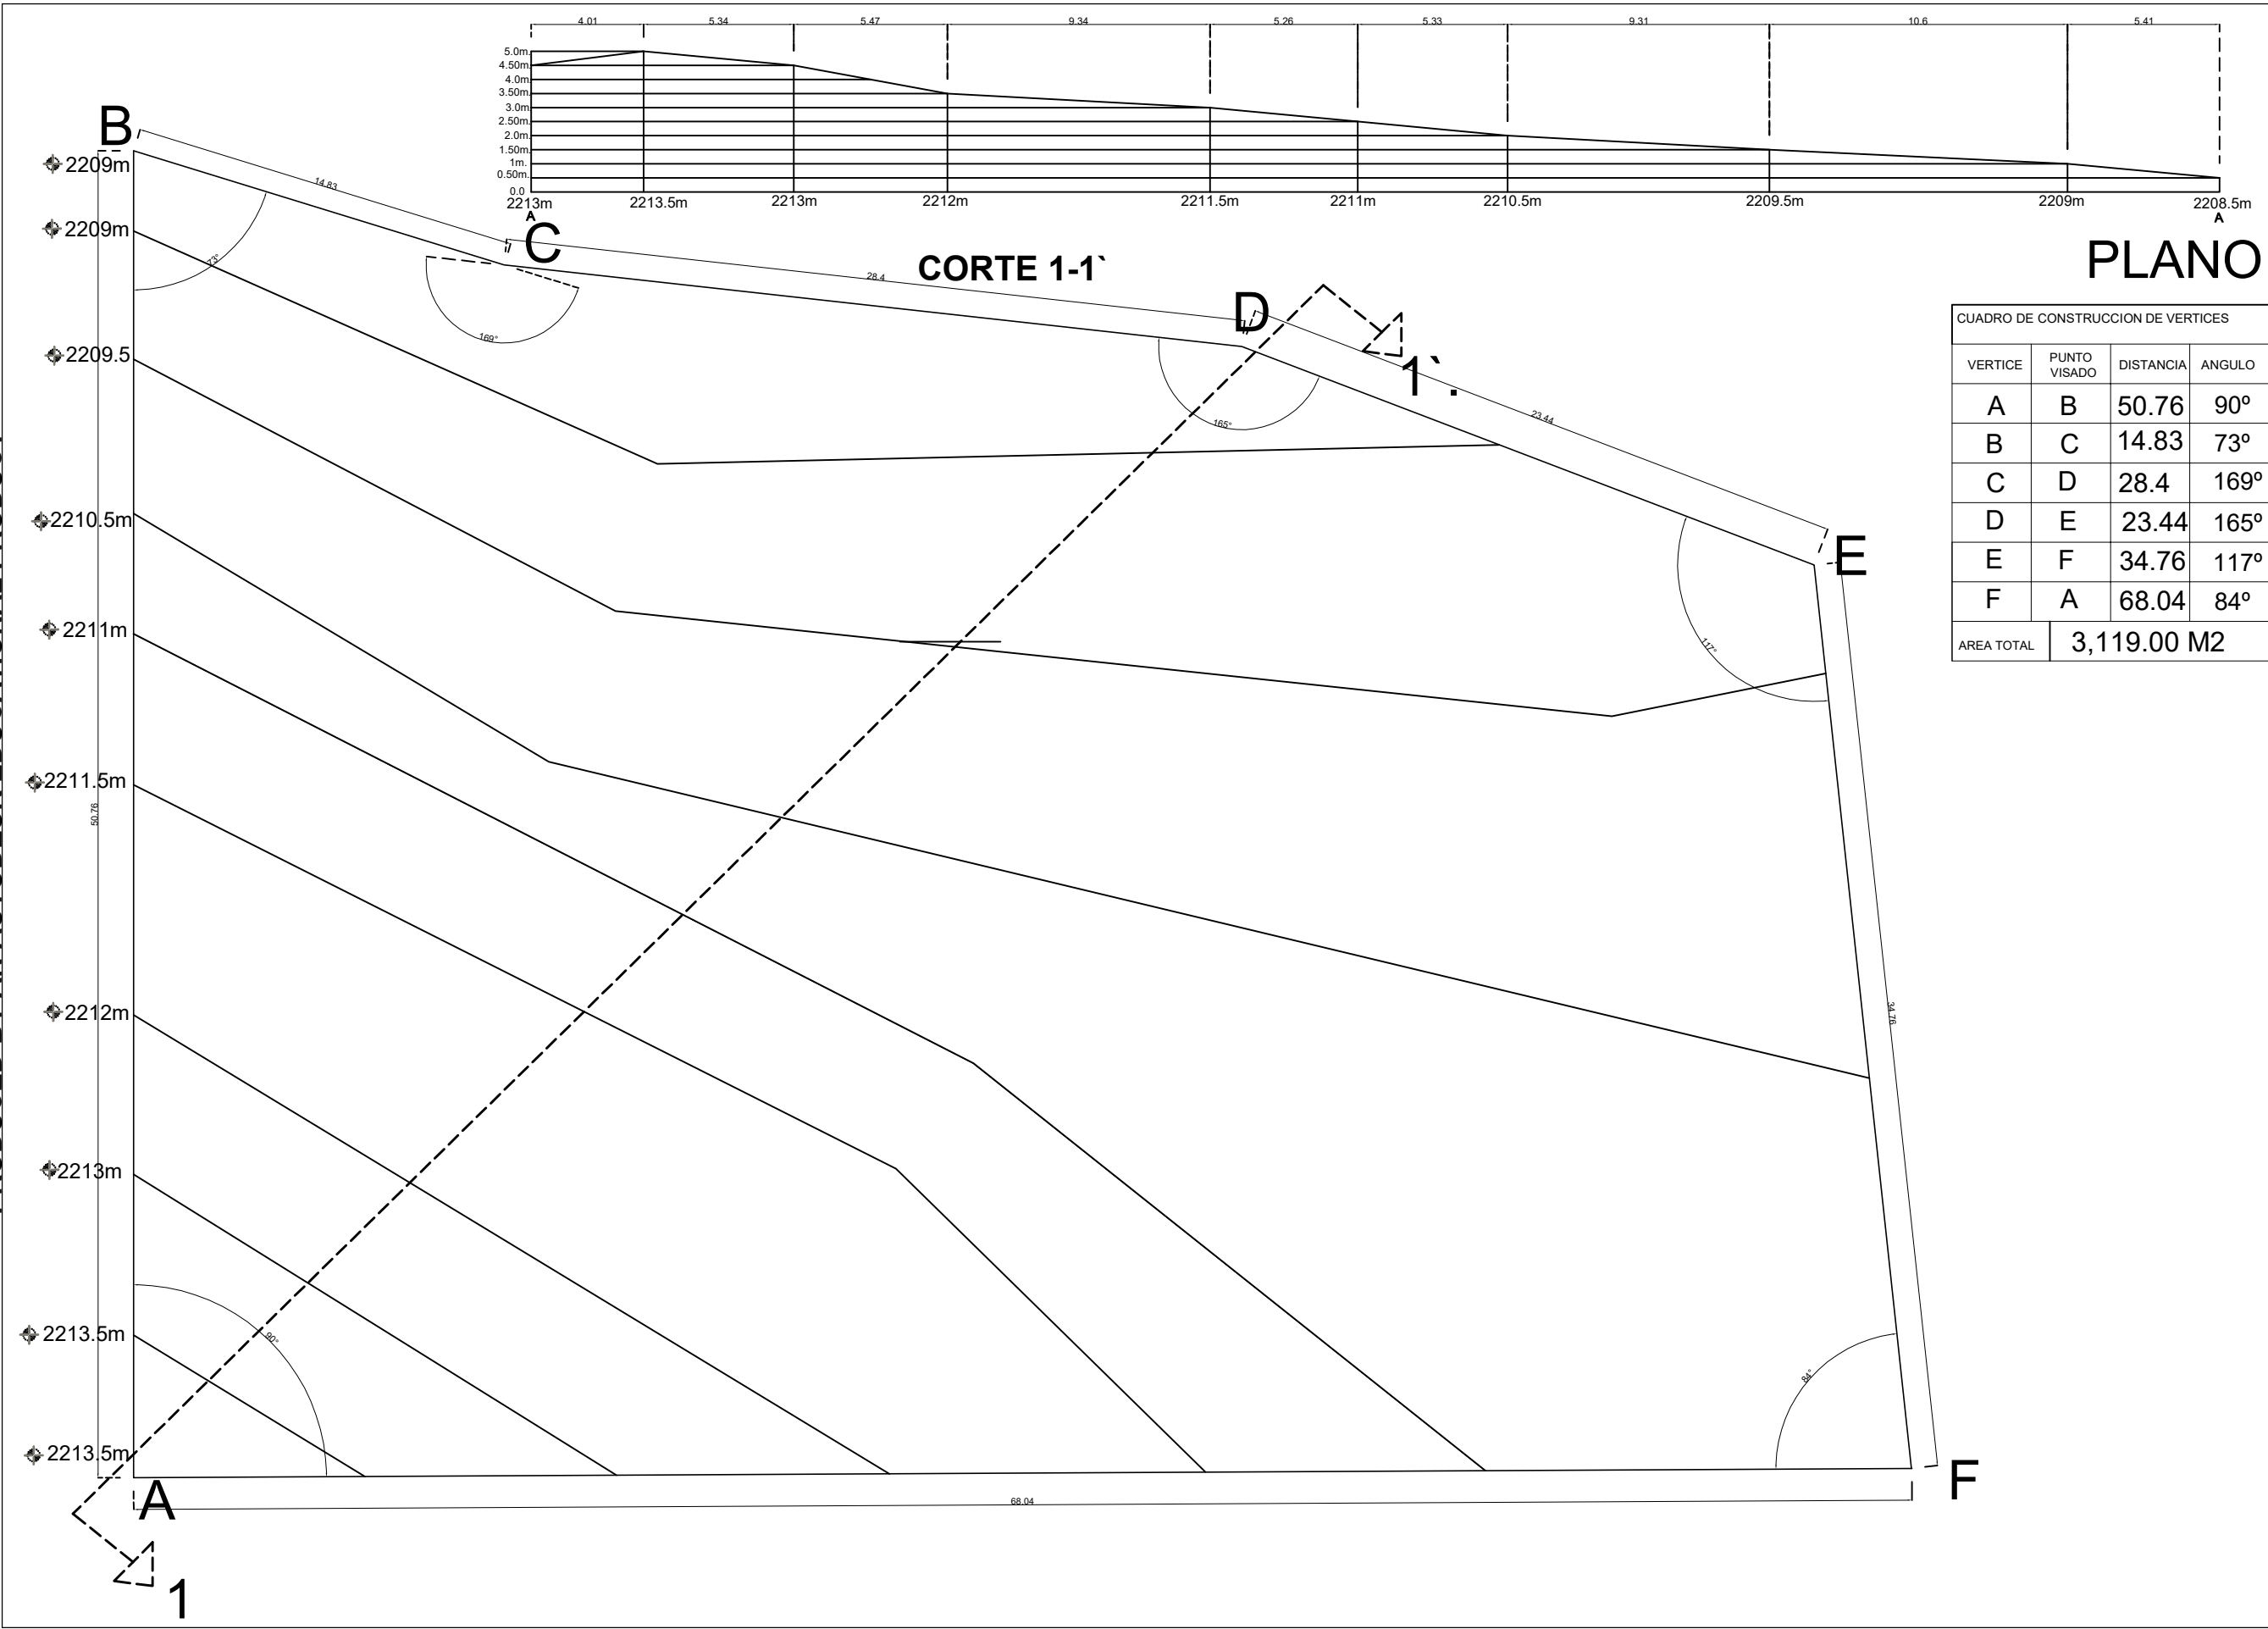 4.01 5.34 5.47 9.34 5.26 5.33 9.31 10.6 5.41
5.0m.
4.50m.
4.0m.
3.50m.
3.0m.
2.50m.
2.0m.
1.50m.
1m.
0.50m.
0.0
2213m 2213.5m 2213m 2212m 2211.5m 2211m 2210.5m 2209.5m 2209m 2208.5m
A A
CORTE 1-1`
PLANO
B
14.83
C
28.4
D
1`.
23.44
E
2209m
2209m
2209.5
2210.5m
2211m
2211.5m
50.76
2212m
2213m
2213.5m
2213.5m
73°
169°
165°
117°
34.76
90°
84°
A
68.04
F
1
CUADRO DE CONSTRUCCION DE VERTICES
VERTICE PUNTO VISADO DISTANCIA ANGULO
A B 50.76 90º
B C 14.83 73º
C D 28.4 169º
D E 23.44 165º
E F 34.76 117º
F A 68.04 84º
AREA TOTAL 3,119.00 M2